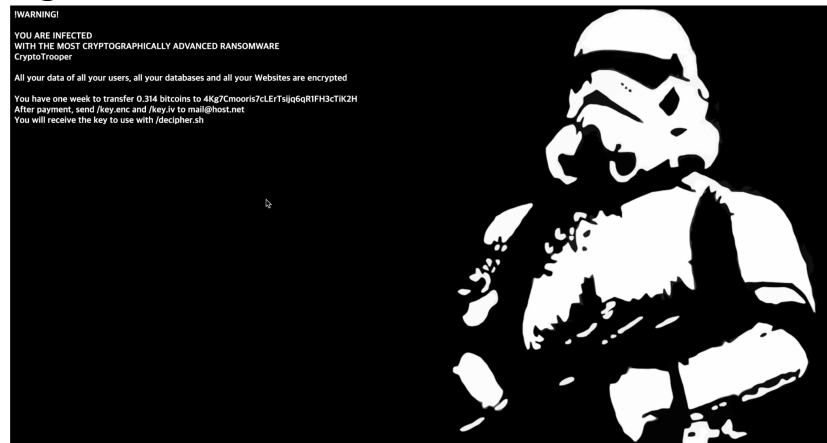 !WARNING!
YOU ARE INFECTED
WITH THE MOST CRYPTOGRAPHICALLY ADVANCED RANSOMWARE
CryptoTrooper
All your data of all your users, all your databases and all your Websites are encrypted
You have one week to transfer 0.314 bitcoins to 4Kg7Cmooris7cLErTsijq6qR1FH3cTiK2H
After payment, send /key.enc and /key.iv to mail@host.net
You will receive the key to use with /decipher.sh